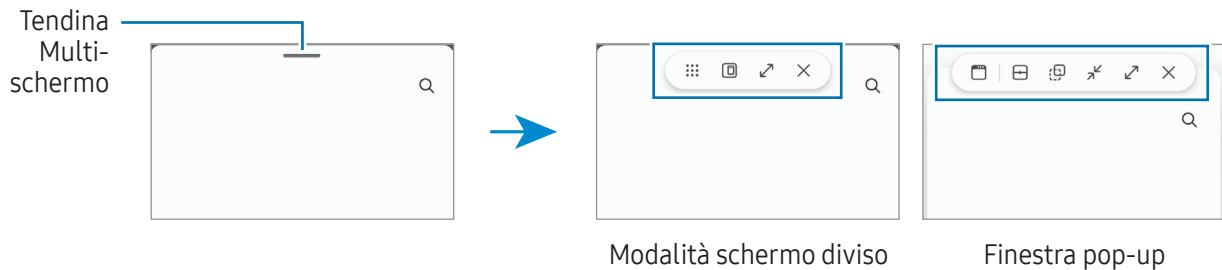 Tendina
Multi-
schermo
Modalità schermo diviso
Finestra pop-up